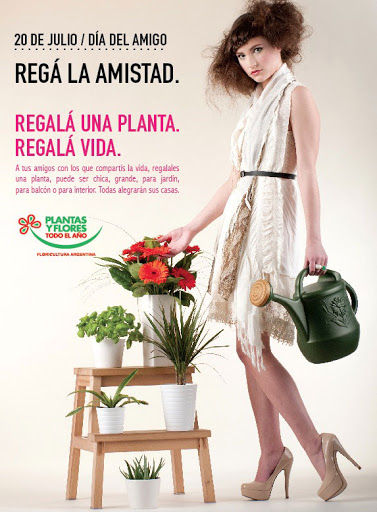 20 DE JULIO / DÍA DEL AMIGO
REGÁ LA AMISTAD.
REGALÁ UNA PLANTA.
REGALÁ VIDA.
A tus amigos con los que compartís la vida, regalales
una planta, puede ser chica, grande, para jardín,
para balcón o para interior. Todas alegrarán sus casas.
PLANTAS
Y FLORES
TODO EL AÑO
FLORICULTURA ARGENTINA